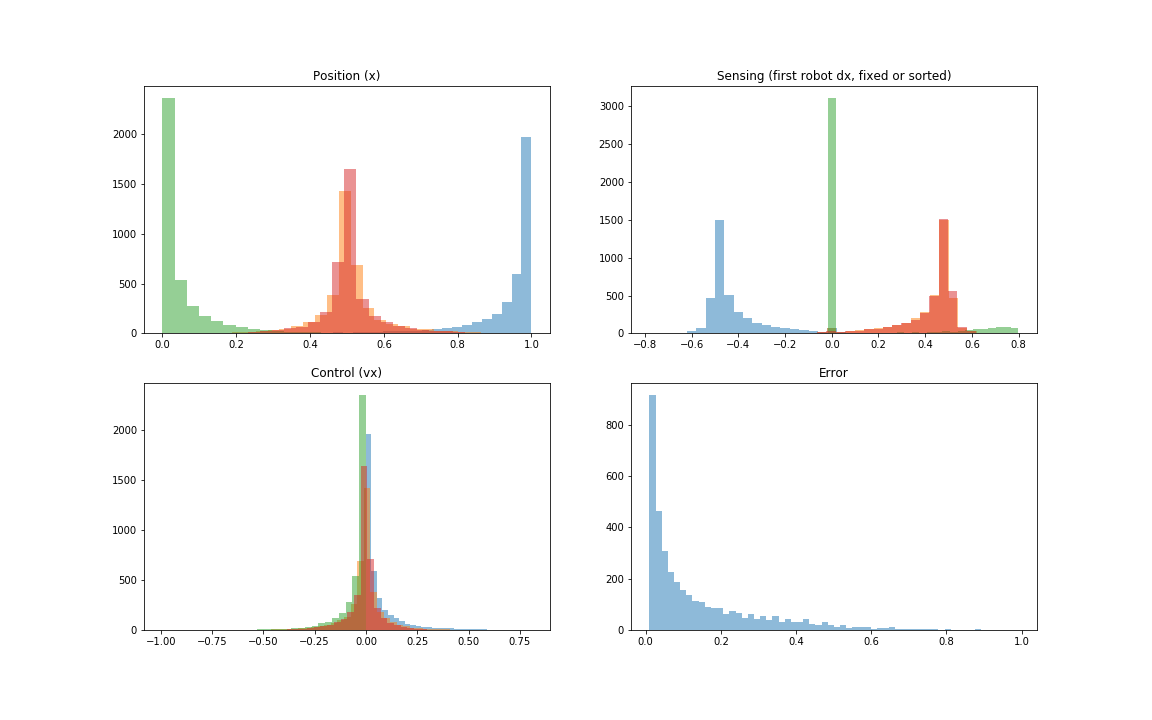 Position (x)
2000
1500
1000
500
0
0.0 0.2 0.4 0.6 0.8 1.0
Sensing (first robot dx, fixed or sorted)
3000
2500
2000
1500
1000
500
0
−0.8 −0.6 −0.4 −0.2 0.0 0.2 0.4 0.6 0.8
Control (vx)
2000
1500
1000
500
0
−1.00 −0.75 −0.50 −0.25 0.00 0.25 0.50 0.75
Error
800
600
400
200
0
0.0 0.2 0.4 0.6 0.8 1.0